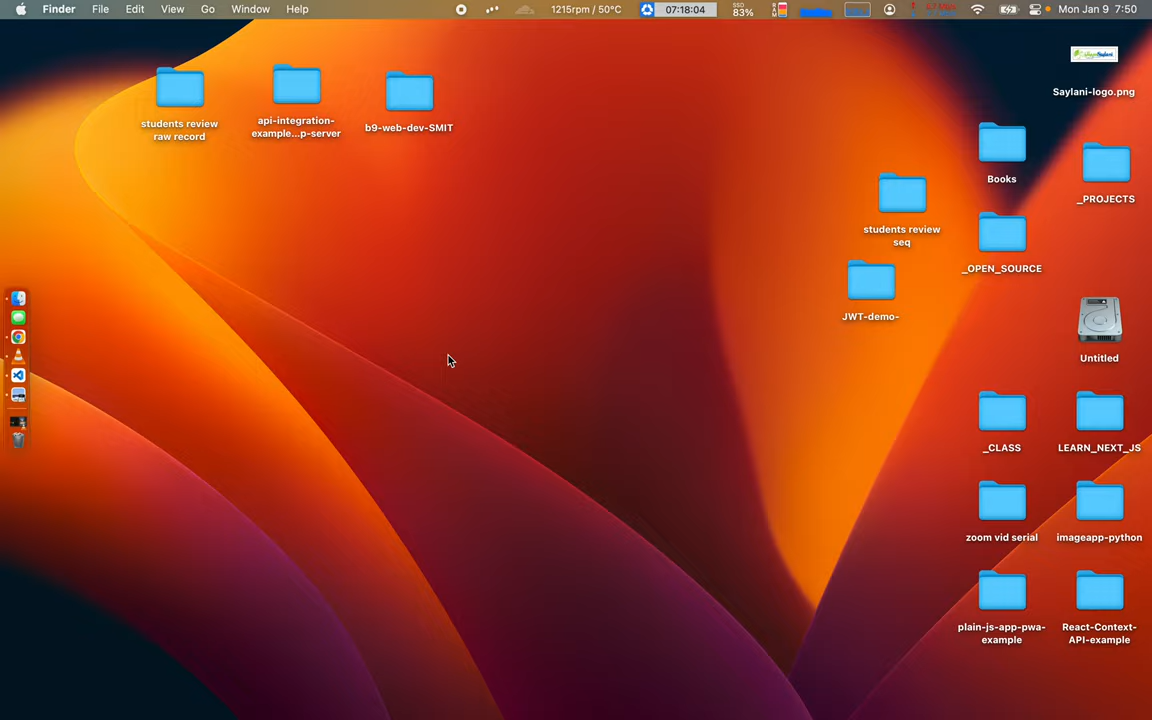 Finder File Edit View Go Window Help 1215rpm / 50°C 07:18:04 SSD 83% Mon Jan 9 7:50
students review
raw record
api-integration-
example...p-server
b9-web-dev-SMIT
Saylani-logo.png
Books
_PROJECTS
students review
seq
_OPEN_SOURCE
JWT-demo-
Untitled
_CLASS
LEARN_NEXT_JS
zoom vid serial
imageapp-python
plain-js-app-pwa-
example
React-Context-
API-example